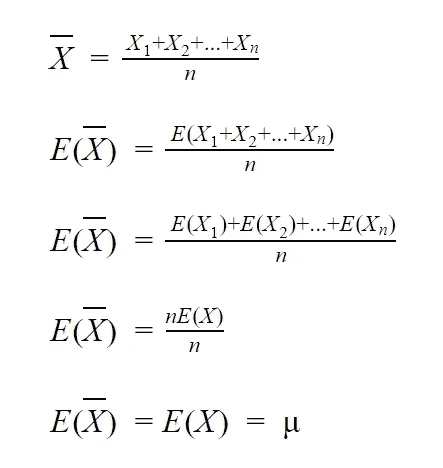 X̅ = (X₁+X₂+...+Xₙ)/n
E(X̅) = E(X₁+X₂+...+Xₙ)/n
E(X̅) = (E(X₁)+E(X₂)+...+E(Xₙ))/n
E(X̅) = nE(X)/n
E(X̅) = E(X) = μ